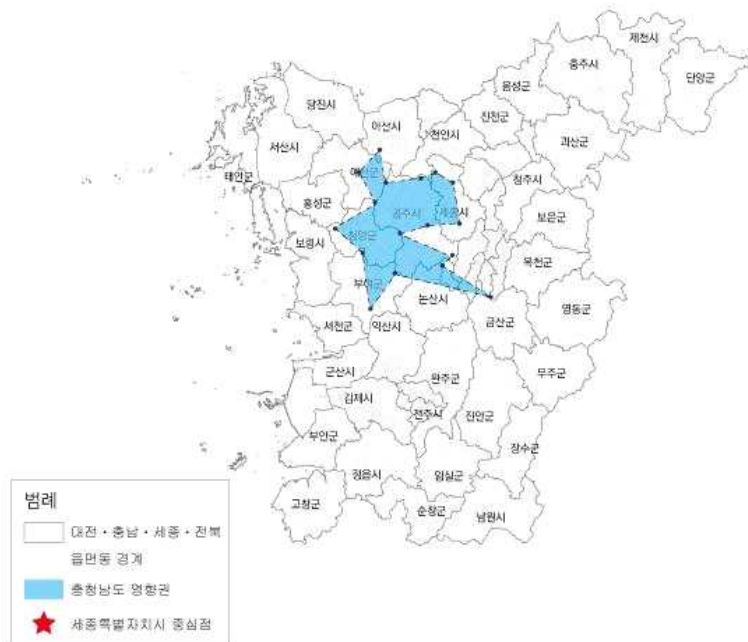 제천시
충주시
단양군
음성군
당진시
진천군
아산시
천안시
괴산군
서산시
예산군
청주시
태안군
홍성군
공주시
세종시
보은군
청양군
보령시
옥천군
부여군
논산시
영동군
금산군
서천군
익산시
군산시
무주군
완주군
김제시
전주시
진안군
부안군
장수군
정읍시
임실군
고창군
순창군
남원시
범례
대전・충남・세종・전북
읍면동 경계
충청남도 영향권
세종특별자치시 중심점